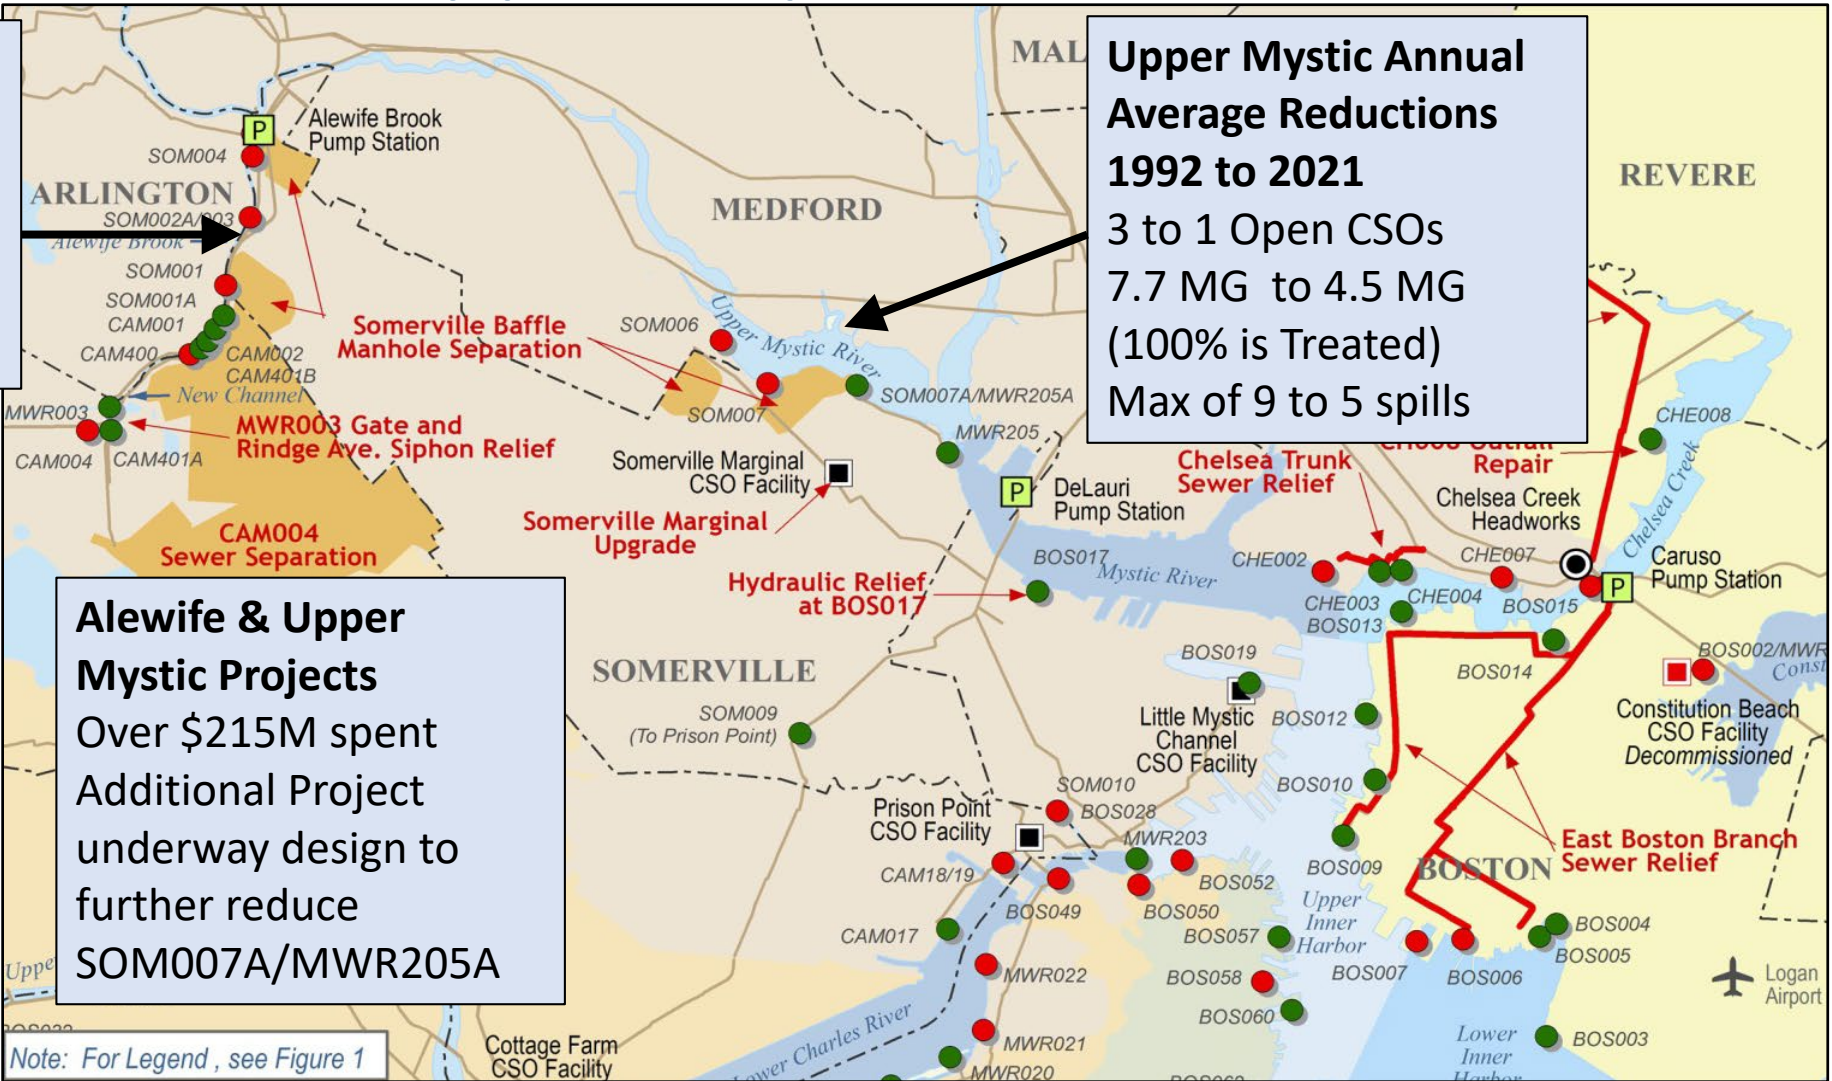 MAL
REVERE
Upper Mystic Annual
Average Reductions
1992 to 2021
3 to 1 Open CSOs
7.7 MG to 4.5 MG
(100% is Treated)
Max of 9 to 5 spills
Alewife Brook
Pump Station
SOM004
ARLINGTON
SOM002A/003
Alewife Brook
SOM001
SOM001A
CAM001
CAM400
CAM002
CAM401B
New Channel
MWR003
CAM004
CAM401A
MWR003 Gate and
Rindge Ave. Siphon Relief
CAM004
Sewer Separation
MEDFORD
Somerville Baffle
Manhole Separation
SOM006
Upper Mystic River
SOM007
SOM007A/MWR205A
MWR205
Somerville Marginal
CSO Facility
Somerville Marginal
Upgrade
P
P
DeLauri
Pump Station
Chelsea Trunk
Sewer Relief
Repair
CHE008
Chelsea Creek
Chelsea Creek
Headworks
Caruso
Pump Station
P
BOS017
Mystic River
CHE002
CHE007
CHE003
CHE004
BOS013
BOS015
Hydraulic Relief
at BOS017
BOS014
BOS002/MWR
Const
Constitution Beach
CSO Facility
Decommissioned
Alewife & Upper
Mystic Projects
Over $215M spent
Additional Project
underway design to
further reduce
SOM007A/MWR205A
SOMERVILLE
SOM009
(To Prison Point)
BOS019
Little Mystic
Channel
CSO Facility
BOS012
BOS010
BOS009
Prison Point
CSO Facility
SOM010
BOS028
MWR203
CAM18/19
BOS049
BOS050
BOS052
CAM017
BOS057
BOS058
BOS060
Upper
Inner
Harbor
BOSTON
East Boston Branch
Sewer Relief
BOS004
BOS005
BOS007
BOS006
BOS003
Logan
Airport
Lower
Inner
Harbor
MWR022
MWR021
MWR020
Lower Charles River
Cottage Farm
CSO Facility
Uppe
Note: For Legend , see Figure 1